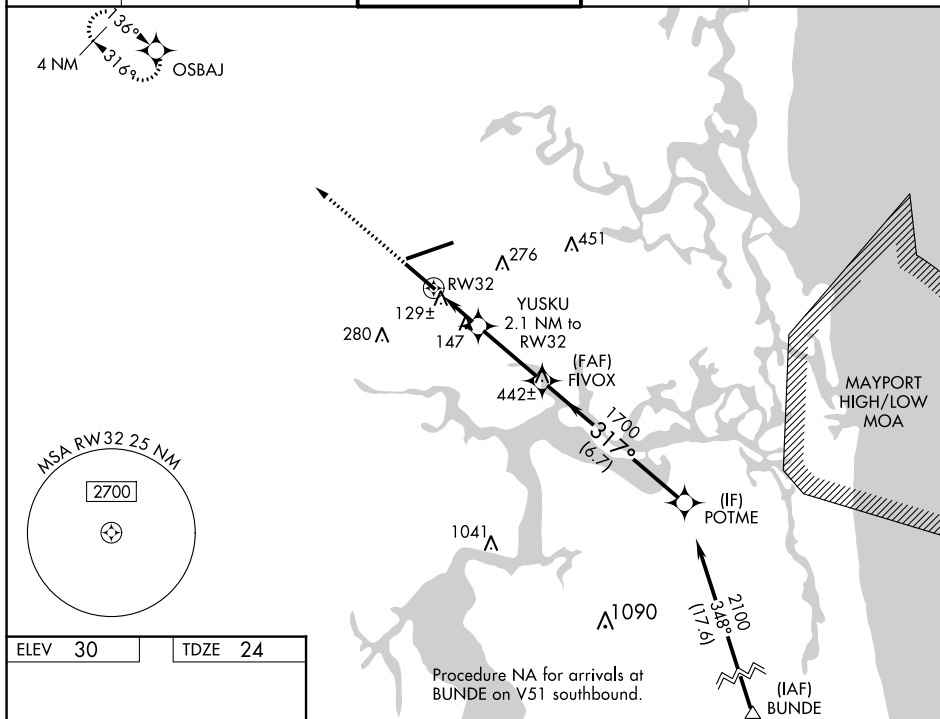 136°
316°
4 NM
OSBAJ
451
276
RW32
129±
147
280
YUSKU
2.1 NM to
RW32
(FAF)
FIVOX
442±
1700
317°
(6.7)
MAYPORT
HIGH/LOW
MOA
MSA RW32 25 NM
2700
(IF)
POTME
1041
1090
2100
348°
(17.6)
(IAF)
BUNDE
ELEV 30
TDZE 24
Procedure NA for arrivals at
BUNDE on V51 southbound.